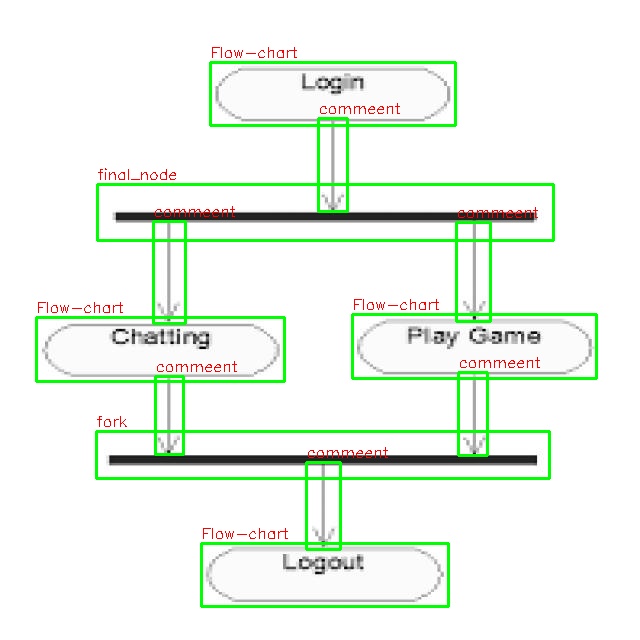 Flow-chart
Login
commeent
final_node
commeent
commeent
Flow-chart
Flow-chart
Chatting
Play Game
commeent
commeent
fork
commeent
Flow-chart
Logout